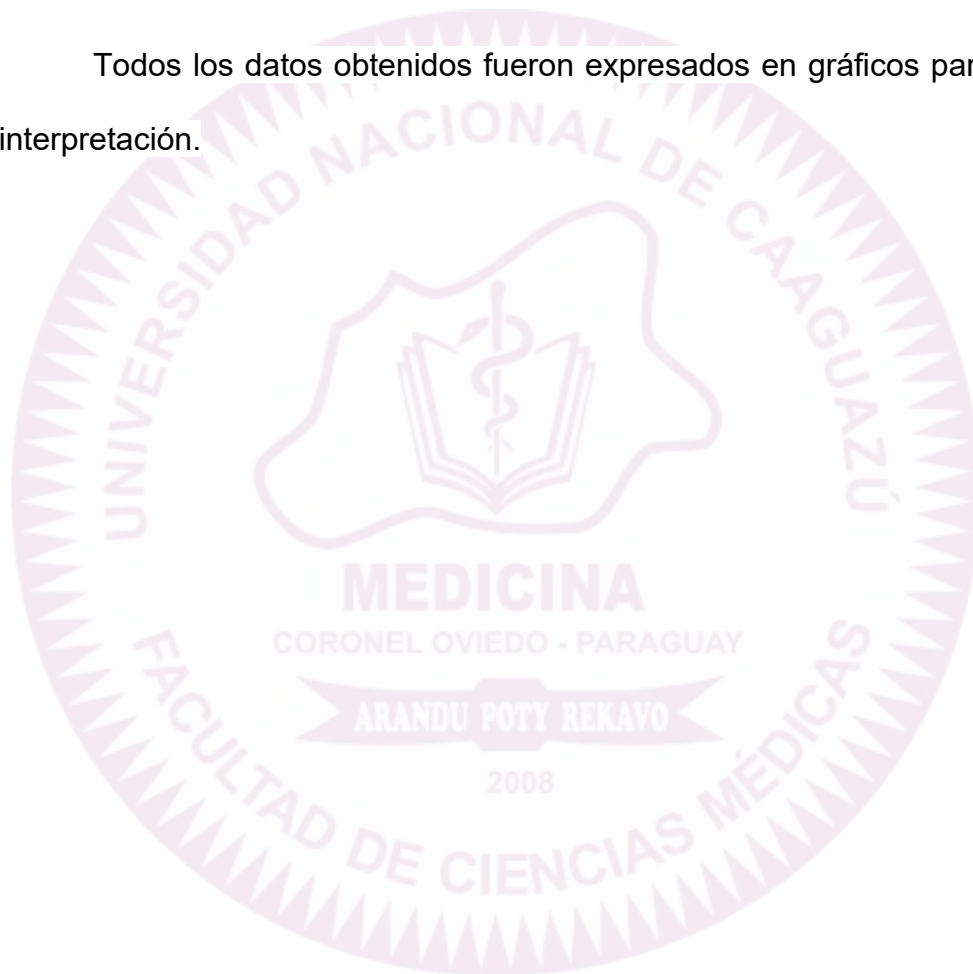 Todos los datos obtenidos fueron expresados en gráficos par
interpretación.
UNIVERSIDAD NACIONAL DE CAAGUAZÚ
MEDICINA
CORONEL OVIEDO - PARAGUAY
ARANDU POTY REKAVO
2008
FACULTAD DE CIENCIAS MÉDICAS